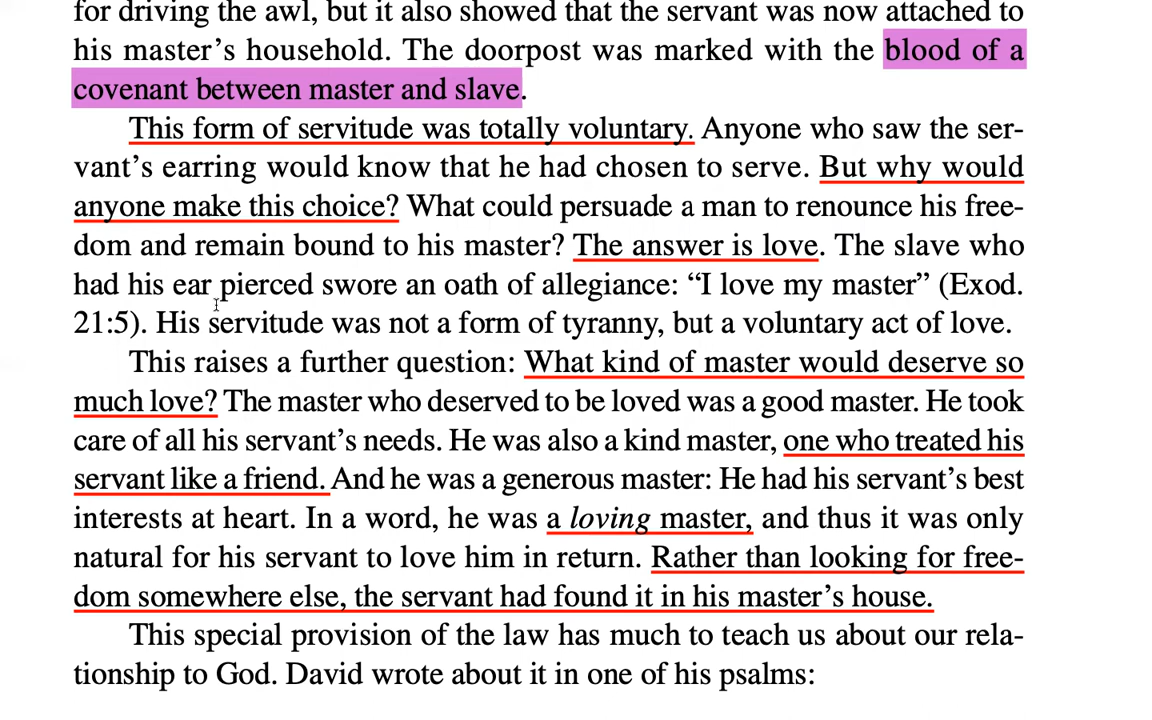 for driving the awl, but it also showed that the servant was now attached to
his master’s household. The doorpost was marked with the blood of a
covenant between master and slave.
This form of servitude was totally voluntary. Anyone who saw the ser-
vant’s earring would know that he had chosen to serve. But why would
anyone make this choice? What could persuade a man to renounce his free-
dom and remain bound to his master? The answer is love. The slave who
had his ear pierced swore an oath of allegiance: “I love my master” (Exod.
21:5). His servitude was not a form of tyranny, but a voluntary act of love.
This raises a further question: What kind of master would deserve so
much love? The master who deserved to be loved was a good master. He took
care of all his servant’s needs. He was also a kind master, one who treated his
servant like a friend. And he was a generous master: He had his servant’s best
interests at heart. In a word, he was a loving master, and thus it was only
natural for his servant to love him in return. Rather than looking for free-
dom somewhere else, the servant had found it in his master’s house.
This special provision of the law has much to teach us about our rela-
tionship to God. David wrote about it in one of his psalms: